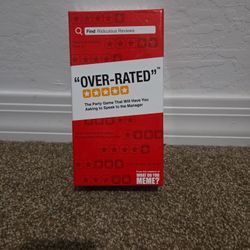 Find Ridiculous Reviews
"OVER-RATED"™
The Party Game That Will Have You
Asking to Speak to the Manager
WHAT DO YOU
MEME?